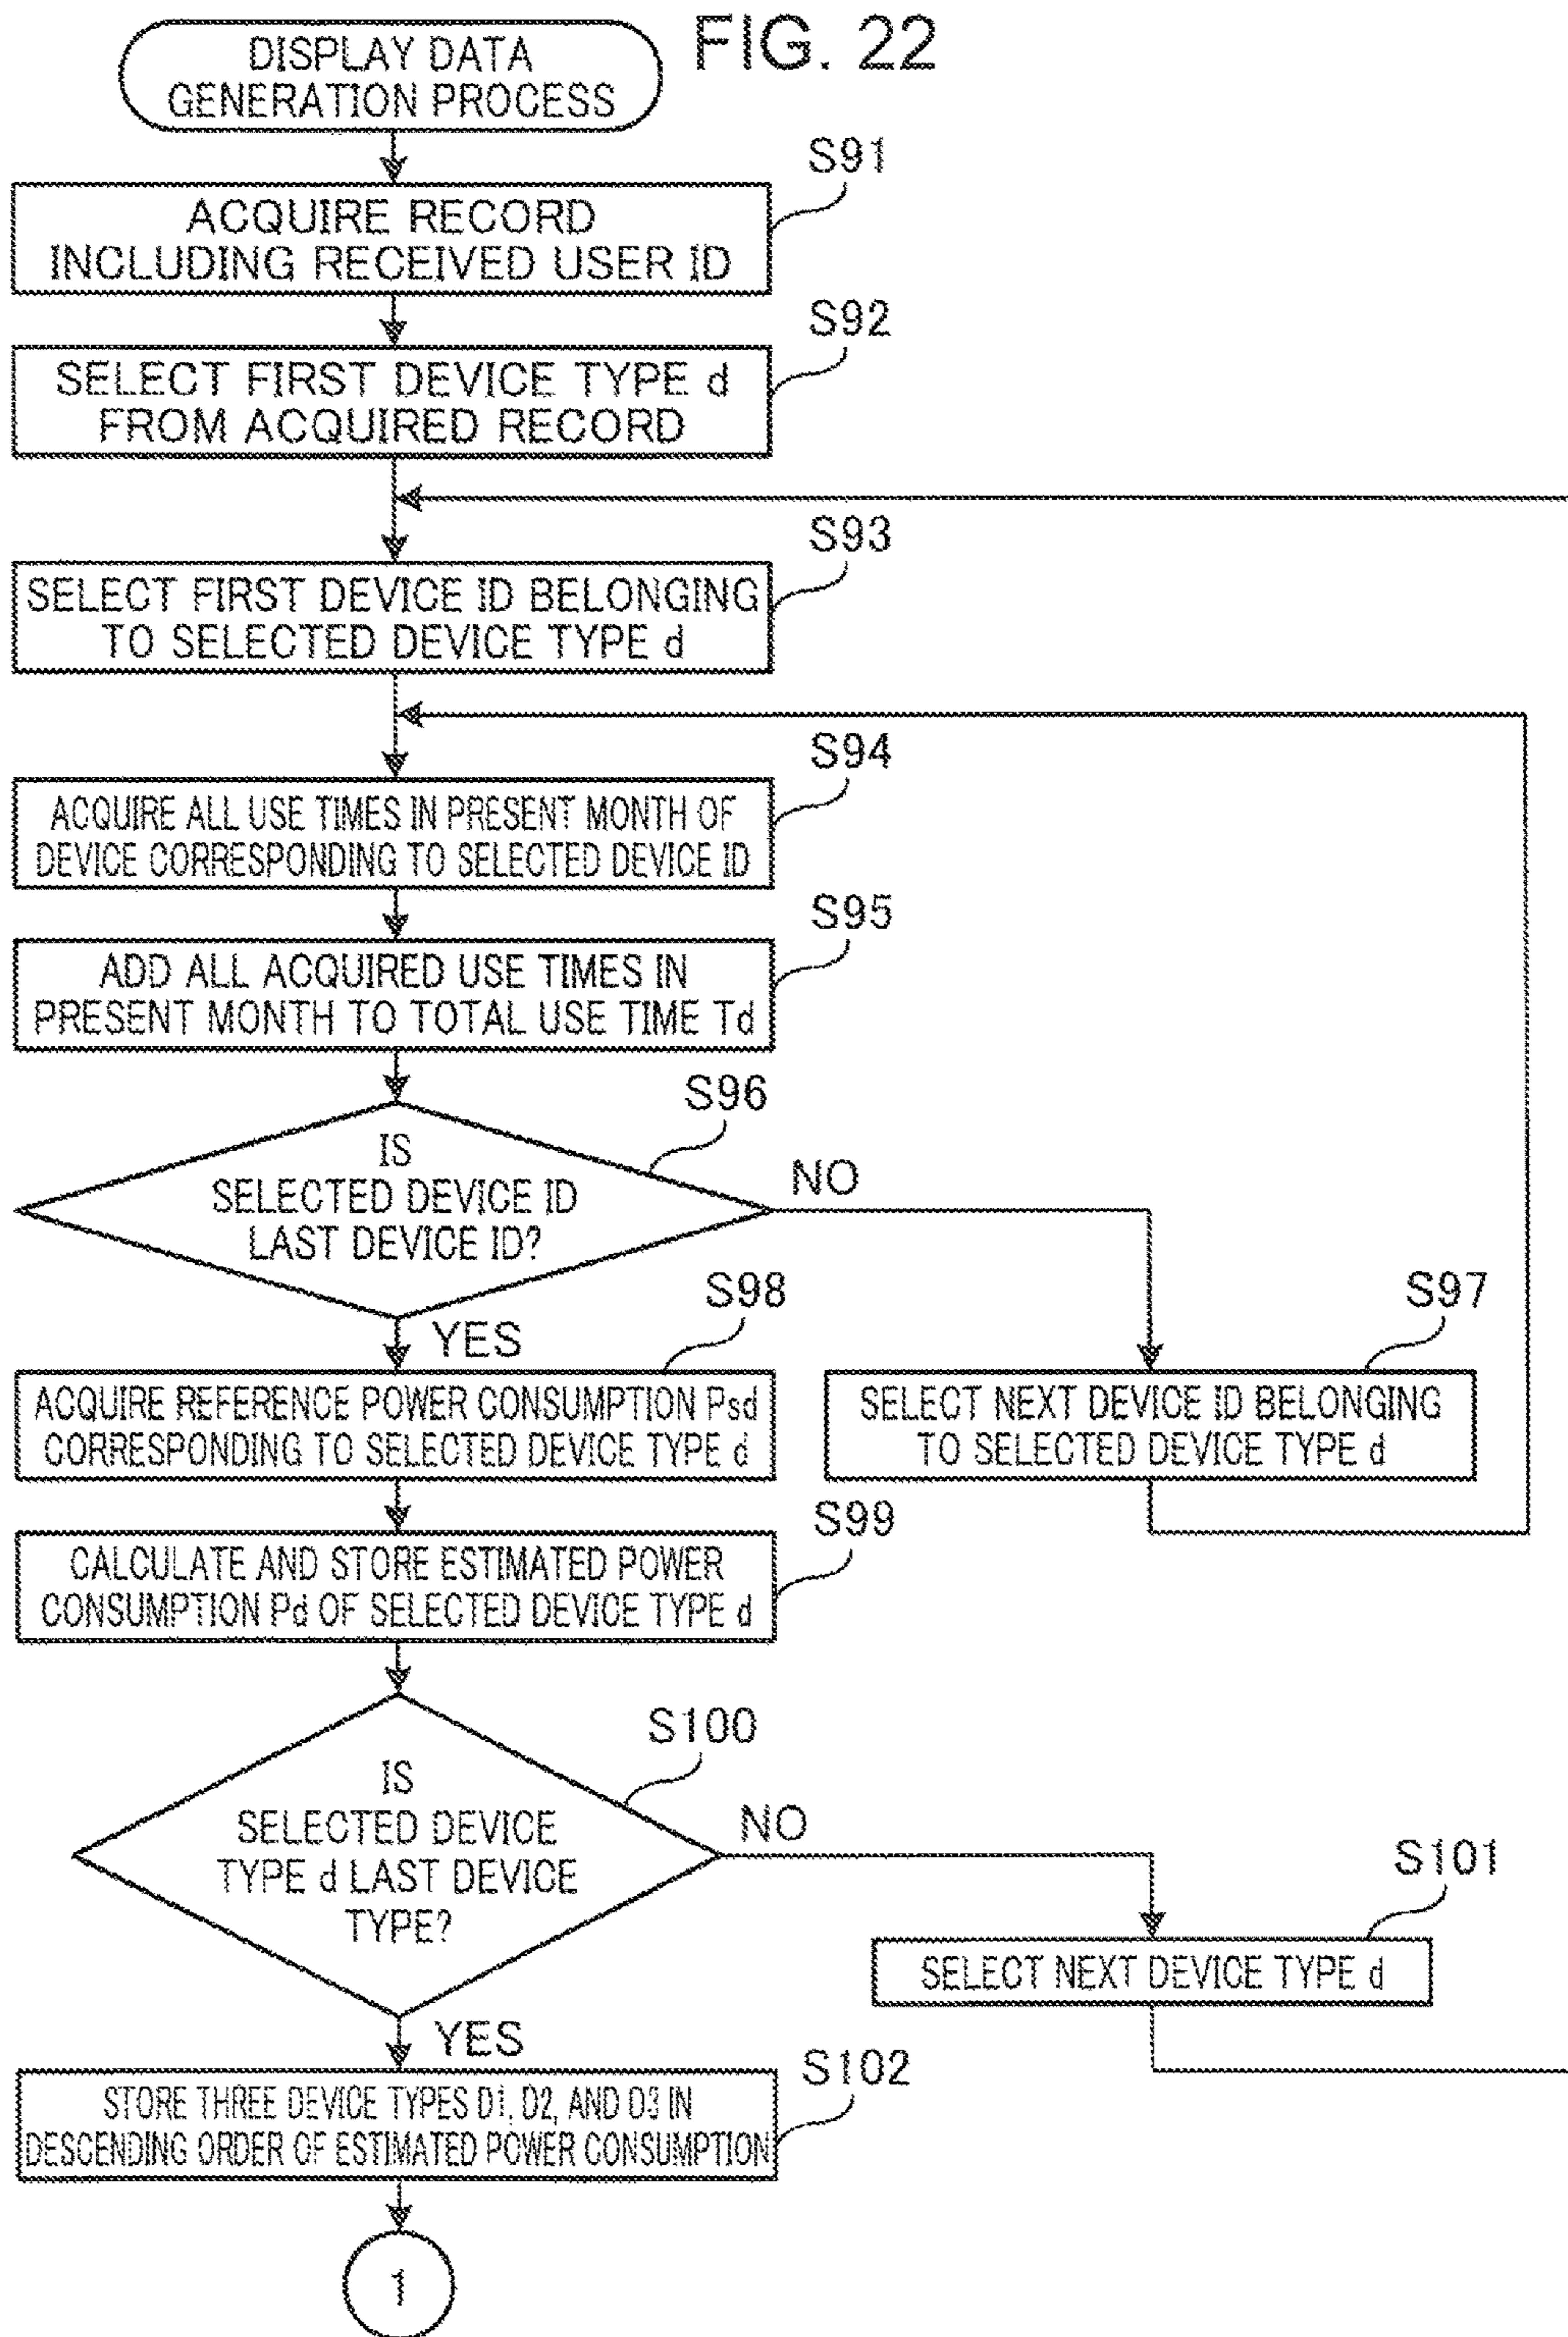 FIG. 22
DISPLAY DATA
GENERATION PROCESS
S91
ACQUIRE RECORD
INCLUDING RECEIVED USER ID
S92
SELECT FIRST DEVICE TYPE d
FROM ACQUIRED RECORD
S93
SELECT FIRST DEVICE ID BELONGING
TO SELECTED DEVICE TYPE d
S94
ACQUIRE ALL USE TIMES IN PRESENT MONTH OF
DEVICE CORRESPONDING TO SELECTED DEVICE ID
S95
ADD ALL ACQUIRED USE TIMES IN
PRESENT MONTH TO TOTAL USE TIME Td
S96
IS
SELECTED DEVICE ID
LAST DEVICE ID?
NO
YES
S97
SELECT NEXT DEVICE ID BELONGING
TO SELECTED DEVICE TYPE d
S98
ACQUIRE REFERENCE POWER CONSUMPTION Psd
CORRESPONDING TO SELECTED DEVICE TYPE d
S99
CALCULATE AND STORE ESTIMATED POWER
CONSUMPTION Pd OF SELECTED DEVICE TYPE d
S100
IS
SELECTED DEVICE
TYPE d LAST DEVICE
TYPE?
NO
YES
S101
SELECT NEXT DEVICE TYPE d
S102
STORE THREE DEVICE TYPES D1, D2, AND D3 IN
DESCENDING ORDER OF ESTIMATED POWER CONSUMPTION
1